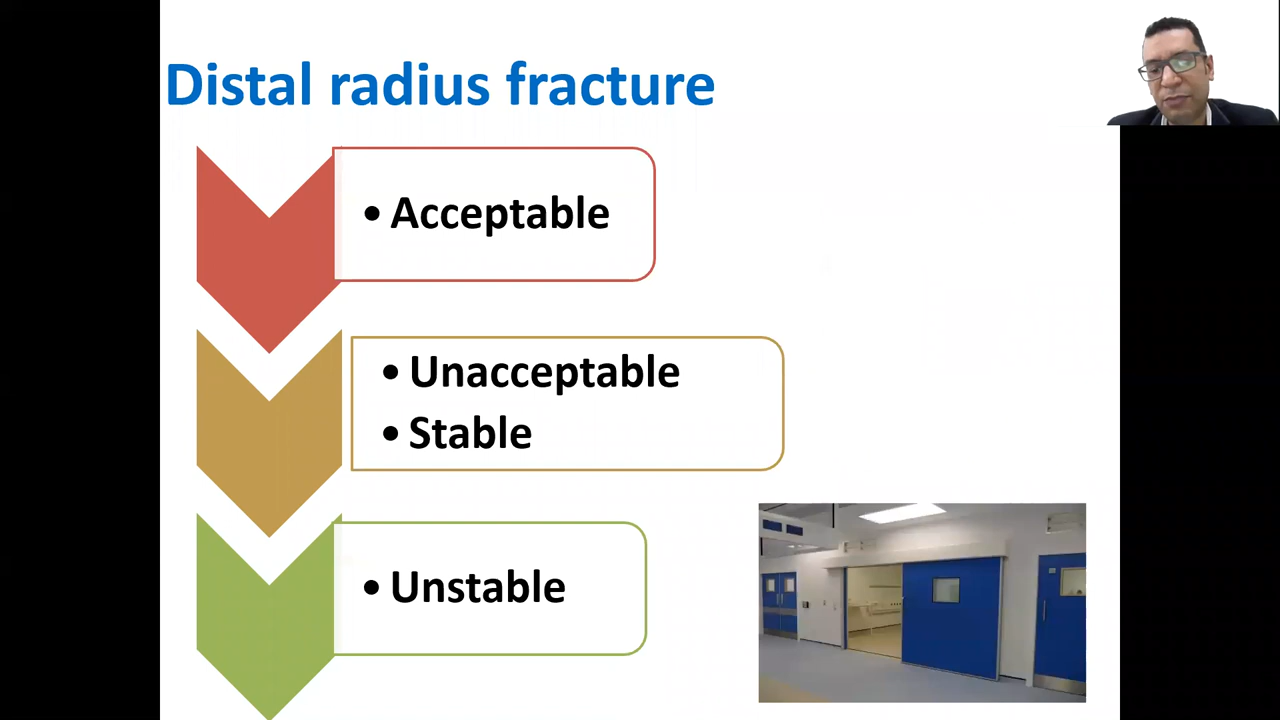 Distal radius fracture
• Acceptable
• Unacceptable
• Stable
• Unstable